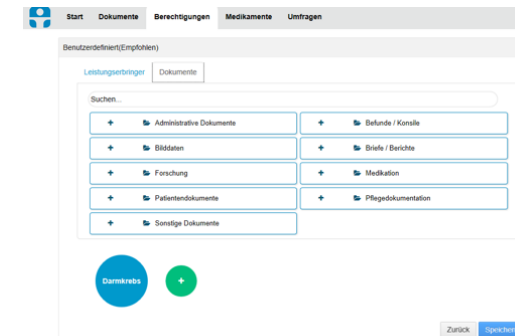 Start Dokumente Berechtigungen Medikamente Umfragen
Benutzerdefiniert(Empfohlen)
Leistungserbringer Dokumente
Suchen...
+ Administrative Dokumente + Befunde / Konsile
+ Bilddaten + Briefe / Berichte
+ Forschung + Medikation
+ Patientendokumente + Pflegedokumentation
+ Sonstige Dokumente
Darmkrebs +
Zurück Speichern